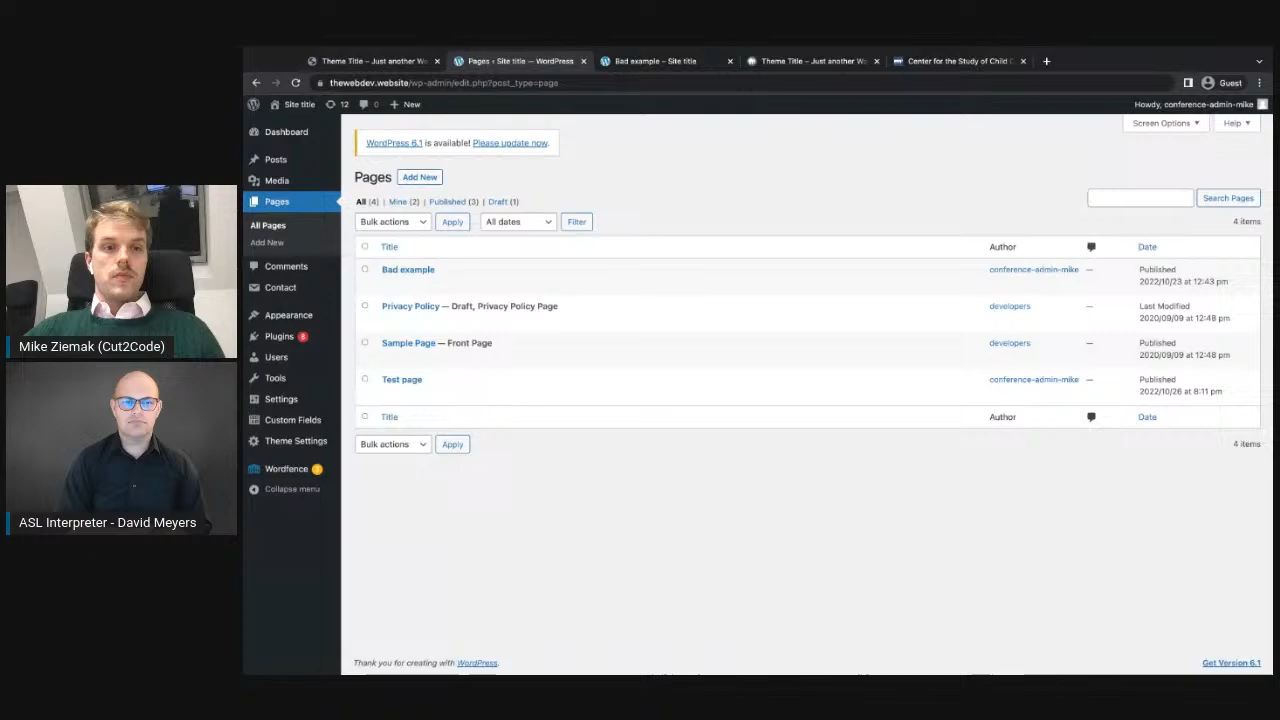 Theme Title – Just another Wo
Pages ‹ Site title — WordPress
Bad example – Site title
Theme Title – Just another Wo
Center for the Study of Child C
thewebdev.website/wp-admin/edit.php?post_type=page
Guest
Site title
12
0
New
Howdy, conference-admin-mike
Dashboard
Posts
Media
Pages
All Pages
Add New
Comments
Contact
Appearance
Plugins 8
Users
Tools
Settings
Custom Fields
Theme Settings
Wordfence
Collapse menu
Screen Options
Help
WordPress 6.1 is available! Please update now.
Pages Add New
All (4) | Mine (2) | Published (3) | Draft (1)
Search Pages
Bulk actions Apply All dates Filter
4 items
Title Author Date
Bad example conference-admin-mike — Published
2022/10/23 at 12:43 pm
Privacy Policy — Draft, Privacy Policy Page developers — Last Modified
2020/09/09 at 12:48 pm
Sample Page — Front Page developers — Published
2020/09/09 at 12:48 pm
Test page conference-admin-mike — Published
2022/10/26 at 8:11 pm
Title Author Date
Bulk actions Apply
4 items
Thank you for creating with WordPress.
Get Version 6.1
Mike Ziemak (Cut2Code)
ASL Interpreter - David Meyers